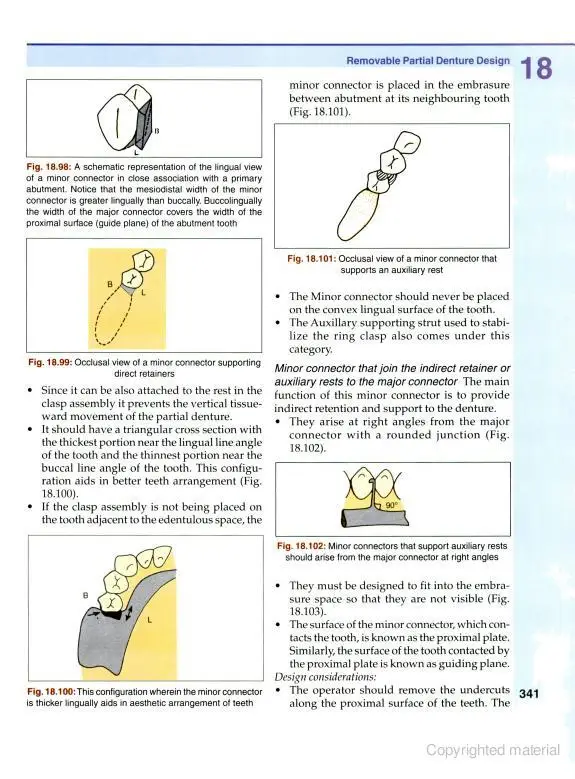 Removable Partial Denture Design
18
B
L
Fig. 18.98: A schematic representation of the lingual view
of a minor connector in close association with a primary
abutment. Notice that the mesiodistal width of the minor
connector is greater lingually than buccally. Buccolingually
the width of the major connector covers the width of the
proximal surface (guide plane) of the abutment tooth
B
L
Fig. 18.99: Occlusal view of a minor connector supporting
direct retainers
• Since it can be also attached to the rest in the
clasp assembly it prevents the vertical tissue-
ward movement of the partial denture.
• It should have a triangular cross section with
the thickest portion near the lingual line angle
of the tooth and the thinnest portion near the
buccal line angle of the tooth. This configu-
ration aids in better teeth arrangement (Fig.
18.100).
• If the clasp assembly is not being placed on
the tooth adjacent to the edentulous space, the
B
L
Fig. 18.100: This configuration wherein the minor connector
is thicker lingually aids in aesthetic arrangement of teeth
minor connector is placed in the embrasure
between abutment at its neighbouring tooth
(Fig. 18.101).
Fig. 18.101: Occlusal view of a minor connector that
supports an auxiliary rest
• The Minor connector should never be placed
on the convex lingual surface of the tooth.
• The Auxillary supporting strut used to stabi-
lize the ring clasp also comes under this
category.
Minor connector that join the indirect retainer or
auxiliary rests to the major connector The main
function of this minor connector is to provide
indirect retention and support to the denture.
• They arise at right angles from the major
connector with a rounded junction (Fig.
18.102).
90°
Fig. 18.102: Minor connectors that support auxiliary rests
should arise from the major connector at right angles
• They must be designed to fit into the embra-
sure space so that they are not visible (Fig.
18.103).
• The surface of the minor connector, which con-
tacts the tooth, is known as the proximal plate.
Similarly, the surface of the tooth contacted by
the proximal plate is known as guiding plane.
Design considerations:
• The operator should remove the undercuts
along the proximal surface of the teeth. The
341
Copyrighted material